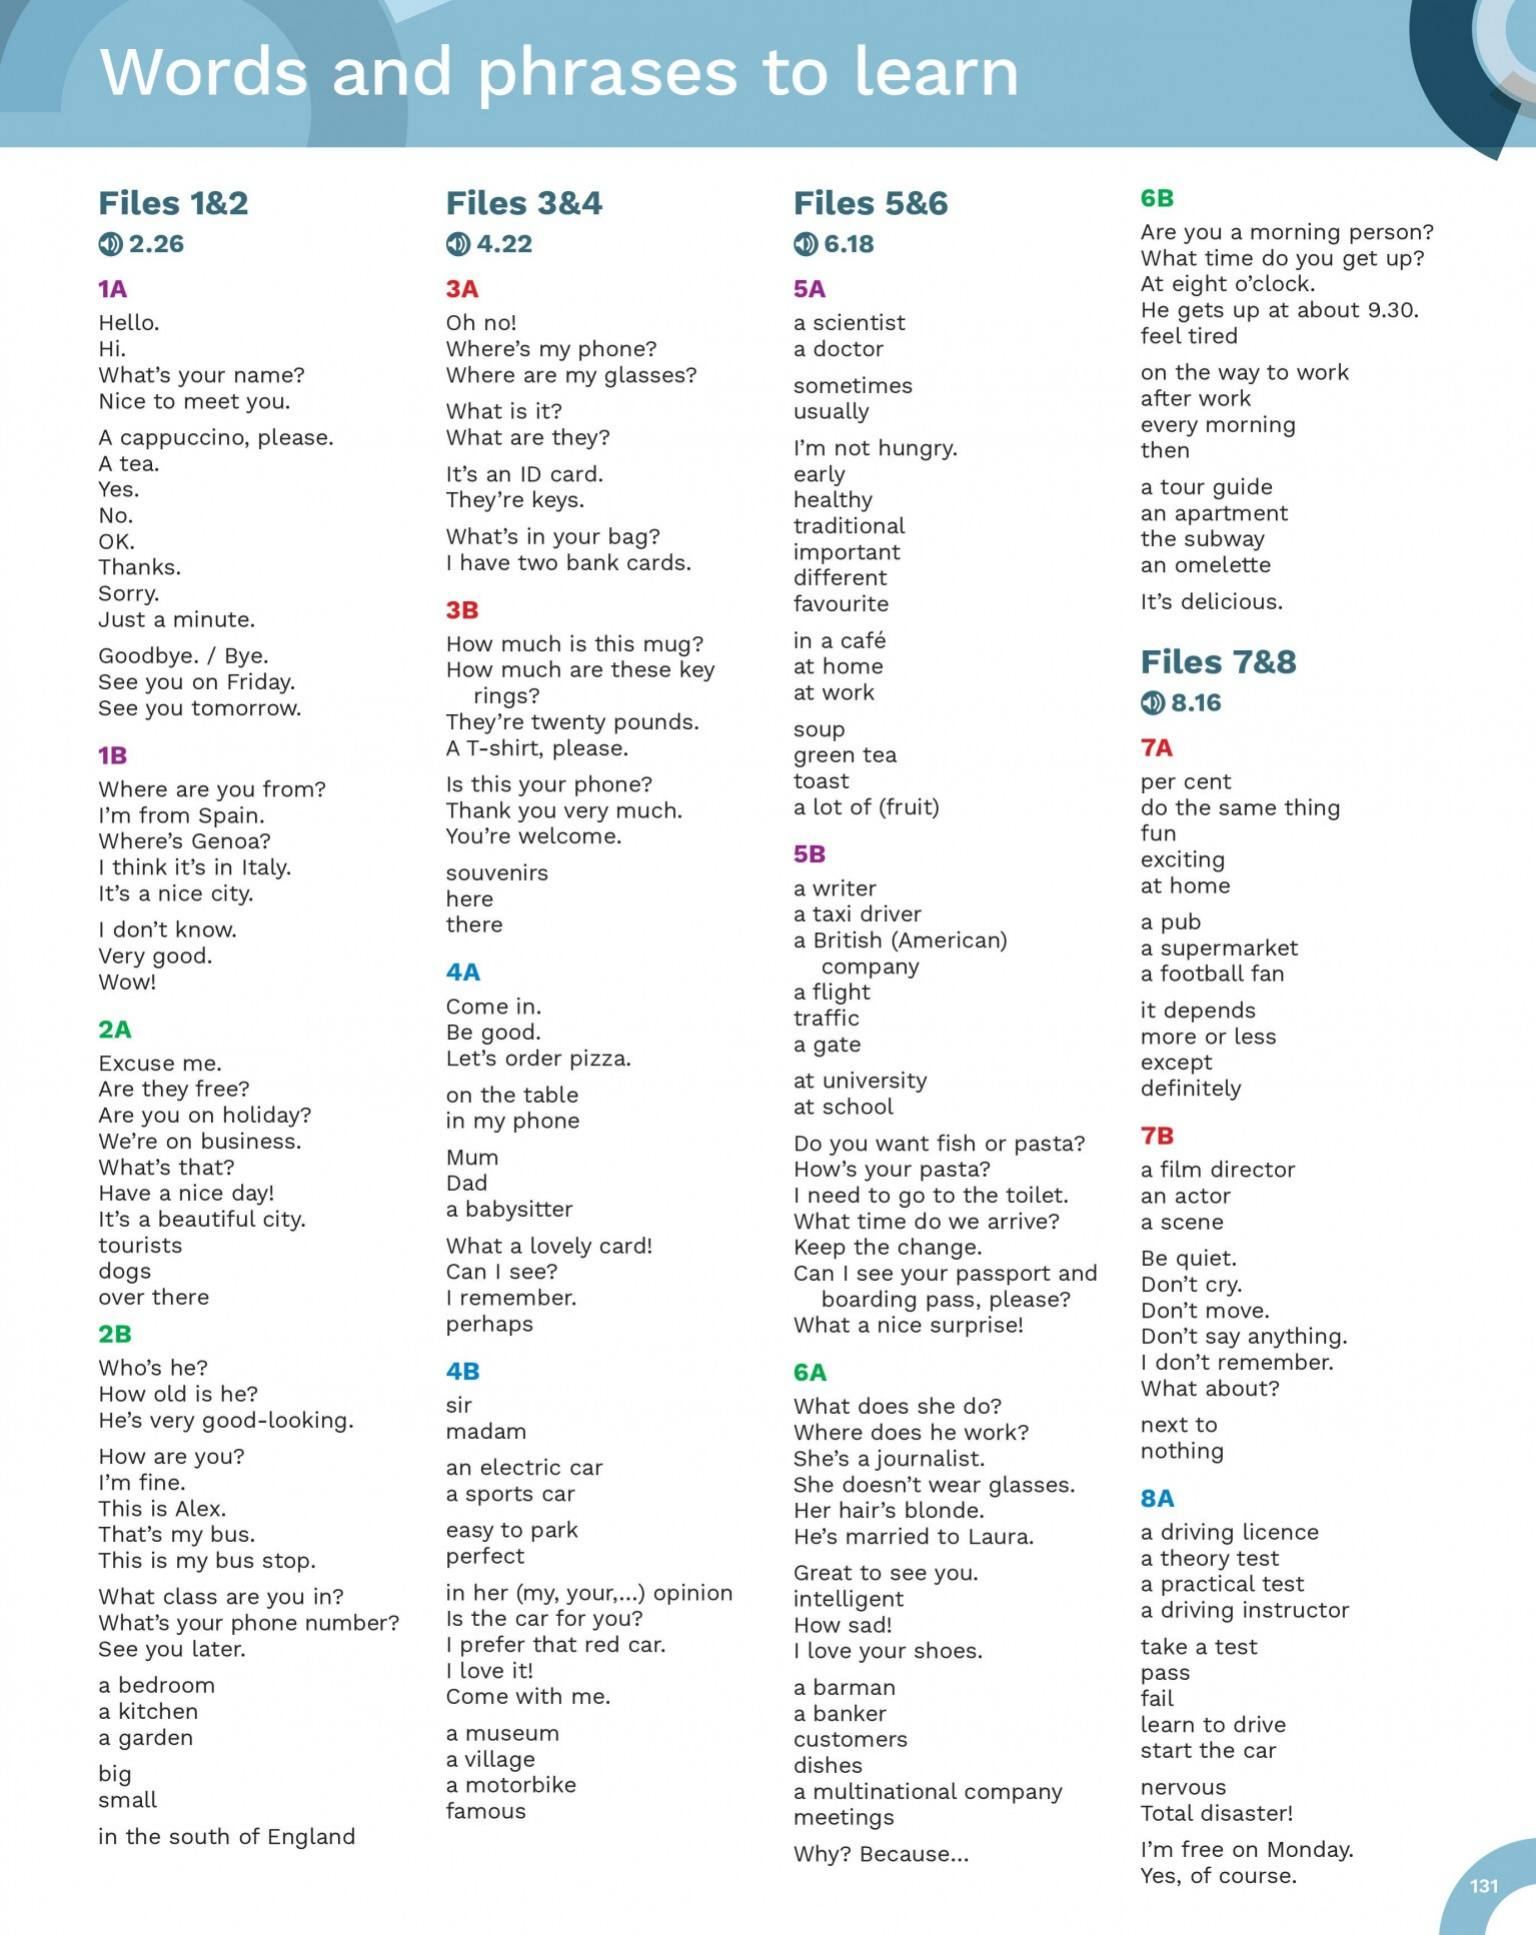 Words and phrases to learn
Files 1&2
2.26
1A
Hello.
Hi.
What's your name?
Nice to meet you.
A cappuccino, please.
A tea.
Yes.
No.
OK.
Thanks.
Sorry.
Just a minute.
Goodbye. / Bye.
See you on Friday.
See you tomorrow.
1B
Where are you from?
I'm from Spain.
Where's Genoa?
I think it's in Italy.
It's a nice city.
I don't know.
Very good.
Wow!
2A
Excuse me.
Are they free?
Are you on holiday?
We're on business.
What's that?
Have a nice day!
It's a beautiful city.
tourists
dogs
over there
2B
Who's he?
How old is he?
He's very good-looking.
How are you?
I'm fine.
This is Alex.
That's my bus.
This is my bus stop.
What class are you in?
What's your phone number?
See you later.
a bedroom
a kitchen
a garden
big
small
in the south of England
Files 3&4
4.22
3A
Oh no!
Where's my phone?
Where are my glasses?
What is it?
What are they?
It's an ID card.
They're keys.
What's in your bag?
I have two bank cards.
3B
How much is this mug?
How much are these key
rings?
They're twenty pounds.
A T-shirt, please.
Is this your phone?
Thank you very much.
You're welcome.
souvenirs
here
there
4A
Come in.
Be good.
Let's order pizza.
on the table
in my phone
Mum
Dad
a babysitter
What a lovely card!
Can I see?
I remember.
perhaps
4B
sir
madam
an electric car
a sports car
easy to park
perfect
in her (my, your,...) opinion
Is the car for you?
I prefer that red car.
I love it!
Come with me.
a museum
a village
a motorbike
famous
Files 5&6
6.18
5A
a scientist
a doctor
sometimes
usually
I'm not hungry.
early
healthy
traditional
important
different
favourite
in a café
at home
at work
soup
green tea
toast
a lot of (fruit)
5B
a writer
a taxi driver
a British (American)
company
a flight
traffic
a gate
at university
at school
Do you want fish or pasta?
How's your pasta?
I need to go to the toilet.
What time do we arrive?
Keep the change.
Can I see your passport and
boarding pass, please?
What a nice surprise!
6A
What does she do?
Where does he work?
She's a journalist.
She doesn't wear glasses.
Her hair's blonde.
He's married to Laura.
Great to see you.
intelligent
How sad!
I love your shoes.
a barman
a banker
customers
dishes
a multinational company
meetings
Why? Because...
6B
Are you a morning person?
What time do you get up?
At eight o'clock.
He gets up at about 9.30.
feel tired
on the way to work
after work
every morning
then
a tour guide
an apartment
the subway
an omelette
It's delicious.
Files 7&8
8.16
7A
per cent
do the same thing
fun
exciting
at home
a pub
a supermarket
a football fan
it depends
more or less
except
definitely
7B
a film director
an actor
a scene
Be quiet.
Don't cry.
Don't move.
Don't say anything.
I don't remember.
What about?
next to
nothing
8A
a driving licence
a theory test
a practical test
a driving instructor
take a test
pass
fail
learn to drive
start the car
nervous
Total disaster!
I'm free on Monday.
Yes, of course.
131